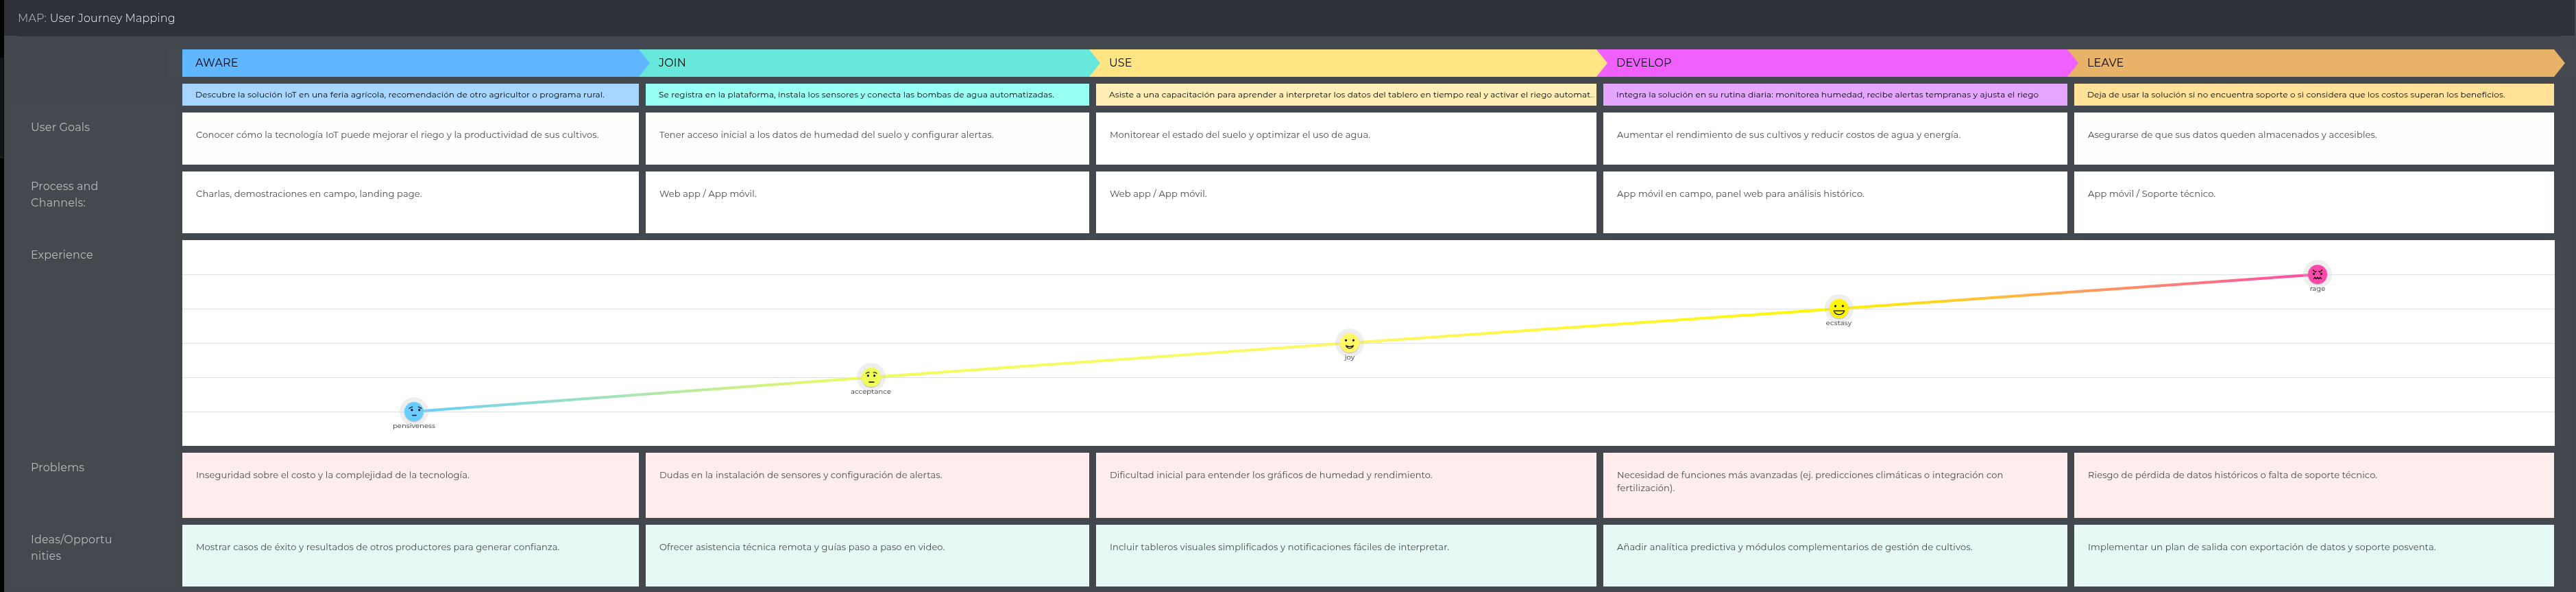 MAP: User Journey Mapping
AWARE
JOIN
USE
DEVELOP
LEAVE
Descubre la solución IoT en una feria agrícola, recomendación de otro agricultor o programa rural.
Se registra en la plataforma, instala los sensores y conecta las bombas de agua automatizadas.
Asiste a una capacitación para aprender a interpretar los datos del tablero en tiempo real y activar el riego automat.
Integra la solución en su rutina diaria: monitorea humedad, recibe alertas tempranas y ajusta el riego
Deja de usar la solución si no encuentra soporte o si considera que los costos superan los beneficios.
User Goals
Conocer cómo la tecnología IoT puede mejorar el riego y la productividad de sus cultivos.
Tener acceso inicial a los datos de humedad del suelo y configurar alertas.
Monitorear el estado del suelo y optimizar el uso de agua.
Aumentar el rendimiento de sus cultivos y reducir costos de agua y energía.
Asegurarse de que sus datos queden almacenados y accesibles.
Process and
Channels:
Charlas, demostraciones en campo, landing page.
Web app / App móvil.
Web app / App móvil.
App móvil en campo, panel web para análisis histórico.
App móvil / Soporte técnico.
Experience
rage
ecstasy
joy
acceptance
pensiveness
Problems
Inseguridad sobre el costo y la complejidad de la tecnología.
Dudas en la instalación de sensores y configuración de alertas.
Dificultad inicial para entender los gráficos de humedad y rendimiento.
Necesidad de funciones más avanzadas (ej. predicciones climáticas o integración con
fertilización).
Riesgo de pérdida de datos históricos o falta de soporte técnico.
Ideas/Opportu
nities
Mostrar casos de éxito y resultados de otros productores para generar confianza.
Ofrecer asistencia técnica remota y guías paso a paso en video.
Incluir tableros visuales simplificados y notificaciones fáciles de interpretar.
Añadir analítica predictiva y módulos complementarios de gestión de cultivos.
Implementar un plan de salida con exportación de datos y soporte posventa.